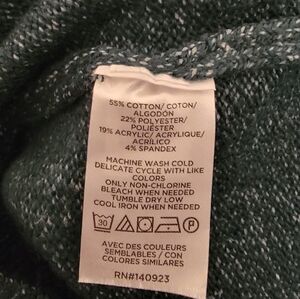 55% COTTON/ COTON/
ALGODÓN
22% POLYESTER/
POLIÉSTER
19% ACRYLIC/ ACRYLIQUE/
ACRÍLICO
4% SPANDEX
MACHINE WASH COLD
DELICATE CYCLE WITH LIKE
COLORS
ONLY NON-CHLORINE
BLEACH WHEN NEEDED
TUMBLE DRY LOW
COOL IRON WHEN NEEDED
30 P
AVEC DES COULEURS
SEMBLABLES / CON
COLORES SIMILARES
RN#140923